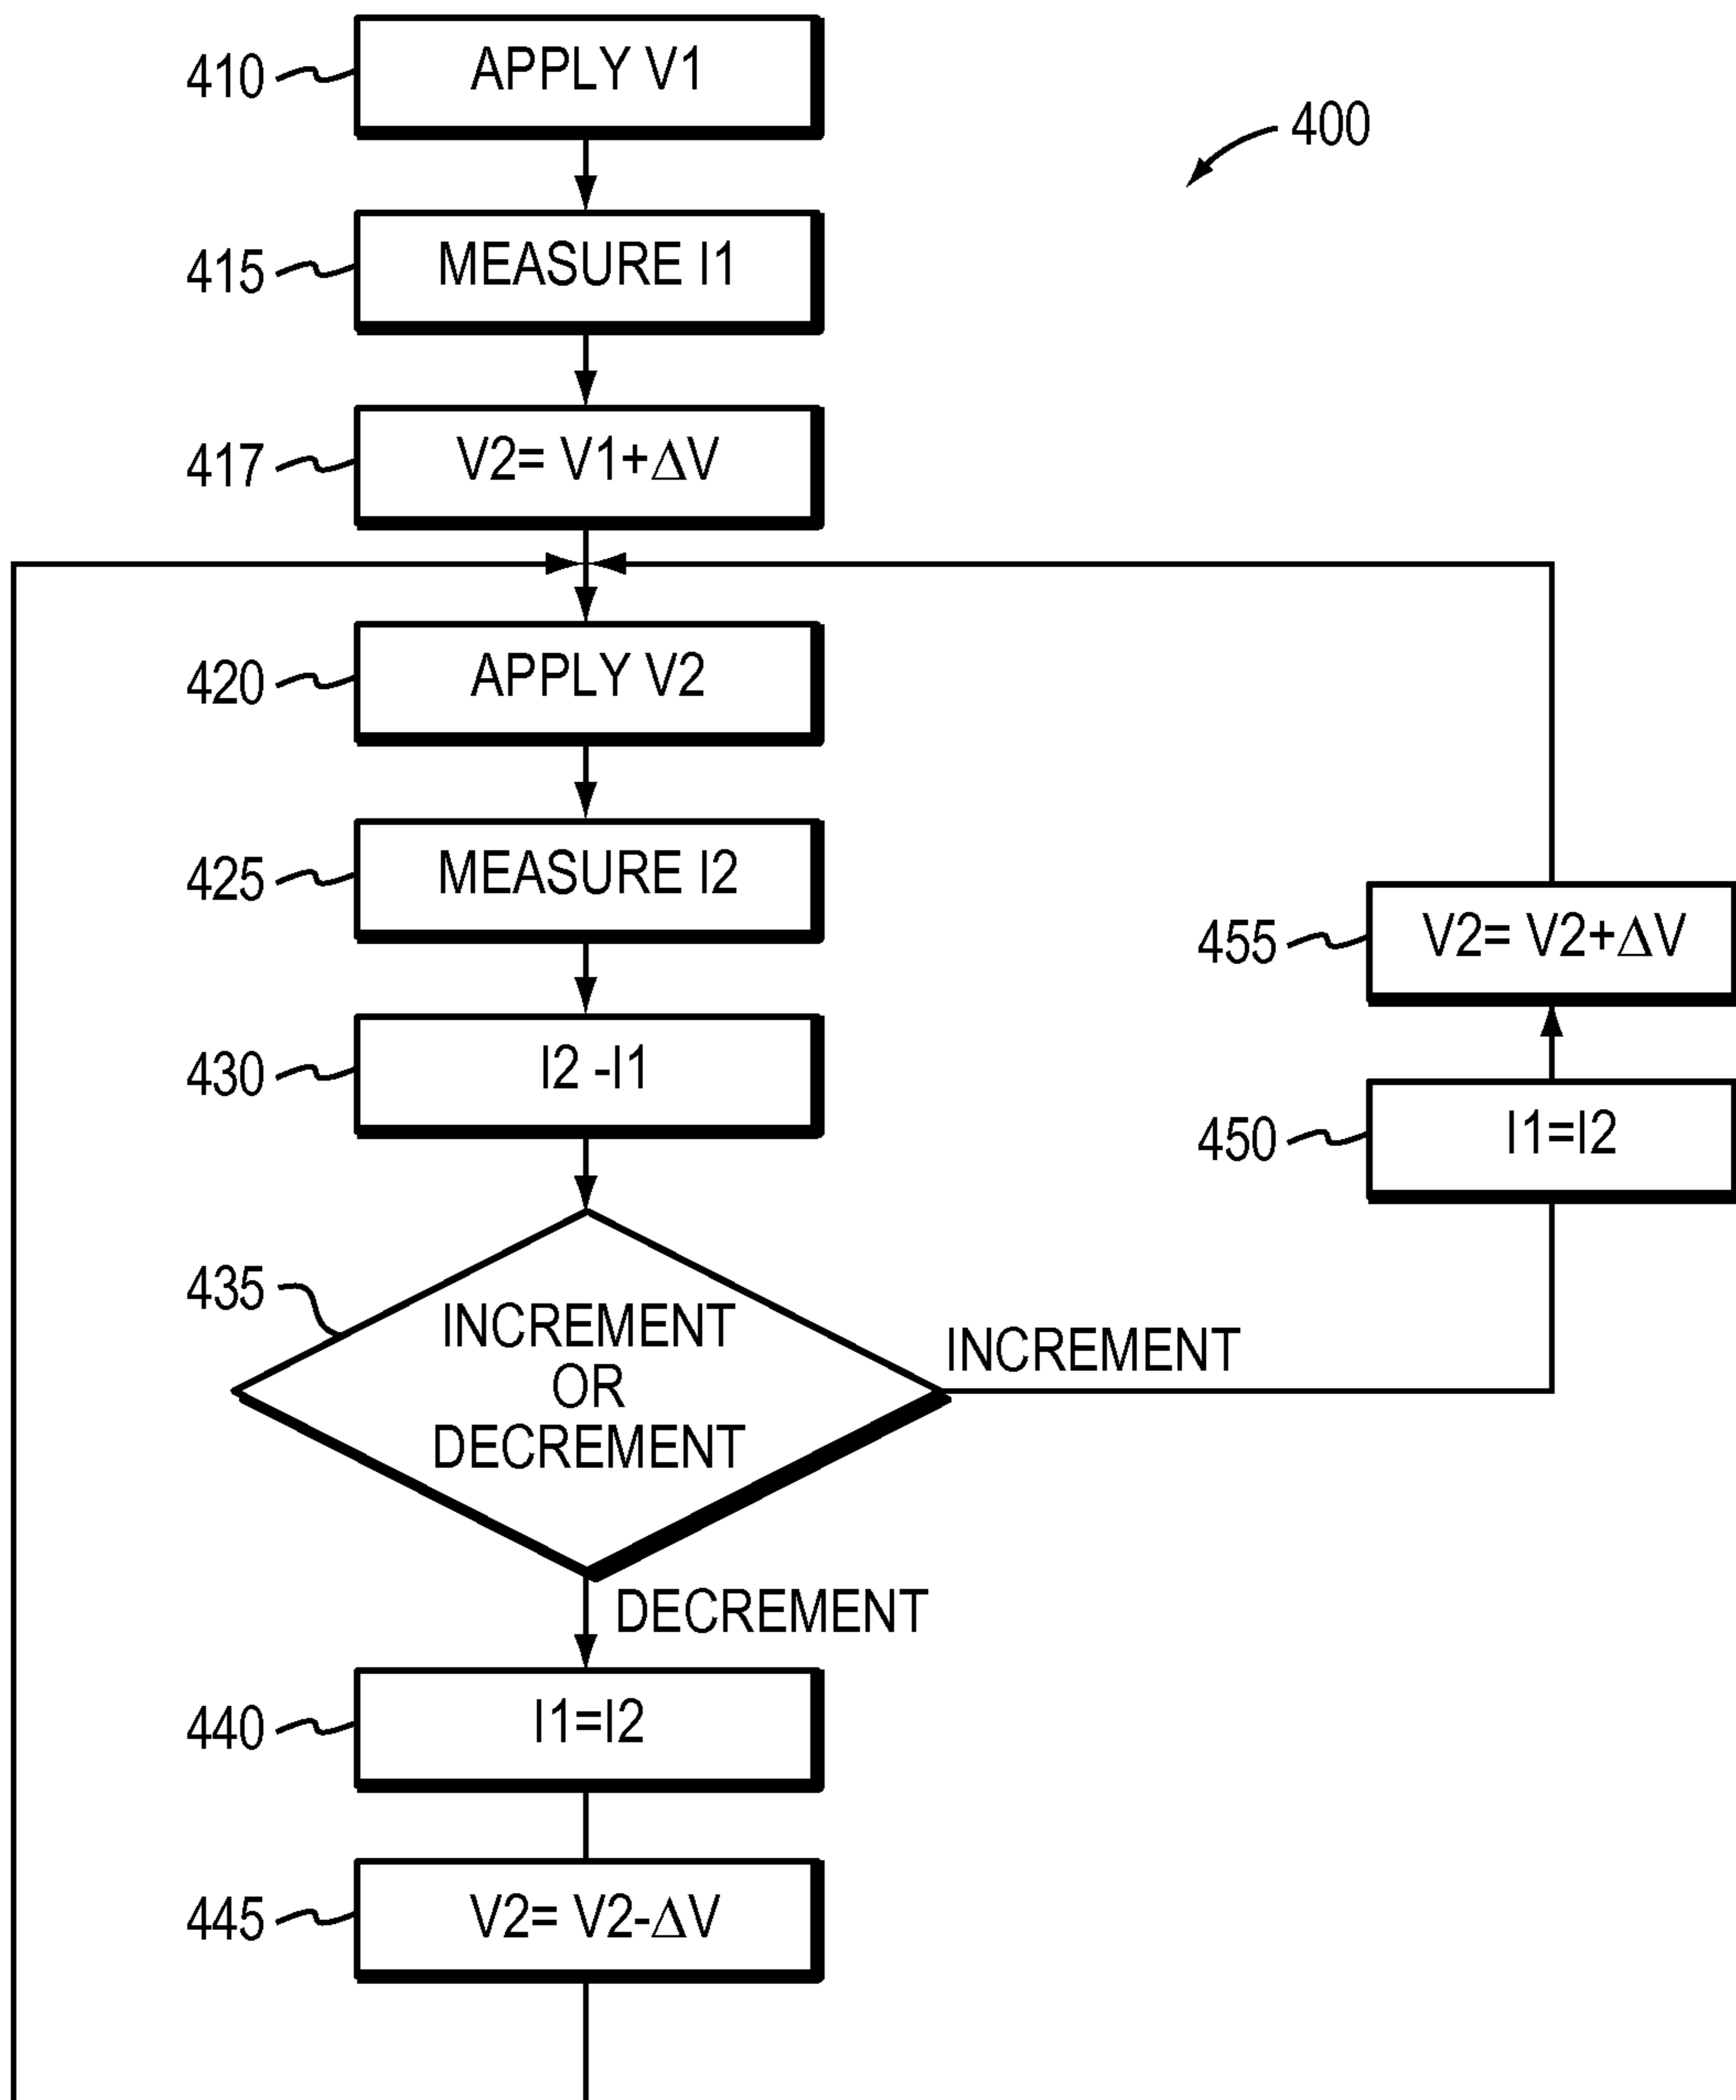 410
APPLY V1
400
415
MEASURE I1
417
V2= V1+ΔV
420
APPLY V2
425
MEASURE I2
455
V2= V2+ΔV
430
I2 -I1
450
I1=I2
435
INCREMENT
OR
DECREMENT
INCREMENT
DECREMENT
440
I1=I2
445
V2= V2-ΔV